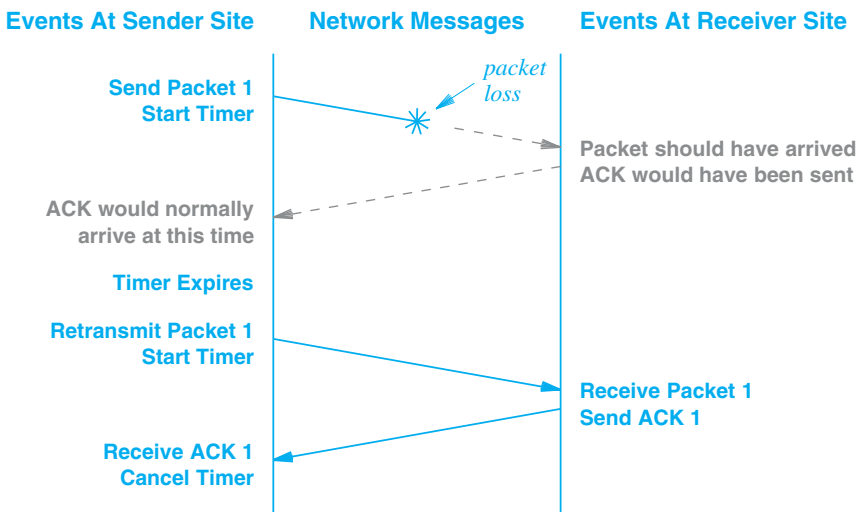 Events At Sender Site
Network Messages
Events At Receiver Site
packet
loss
Send Packet 1
Start Timer
Packet should have arrived
ACK would have been sent
ACK would normally
arrive at this time
Timer Expires
Retransmit Packet 1
Start Timer
Receive Packet 1
Send ACK 1
Receive ACK 1
Cancel Timer